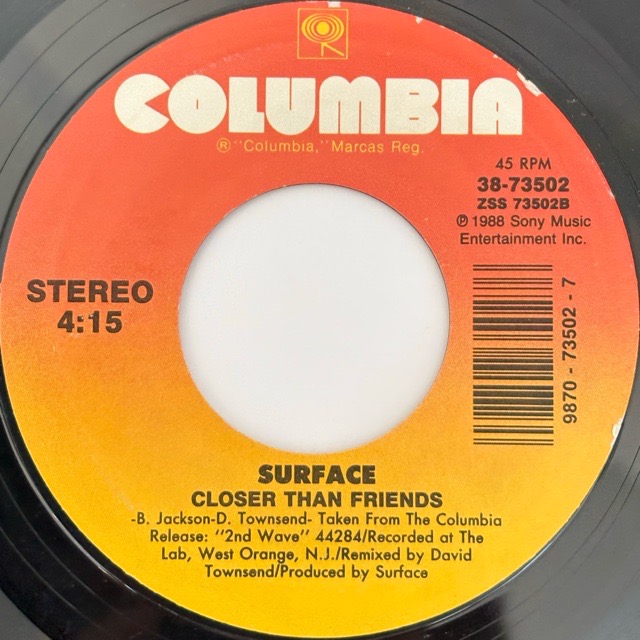 COLUMBIA
® "Columbia," Marcas Reg.
45 RPM
38-73502
ZSS 73502B
℗ 1988 Sony Music
Entertainment Inc.
STEREO
4:15
9870 - 73502 - 7
SURFACE
CLOSER THAN FRIENDS
-B. Jackson-D. Townsend- Taken From The Columbia
Release: "2nd Wave" 44284/Recorded at The
Lab, West Orange, N.J./Remixed by David
Townsend/Produced by Surface